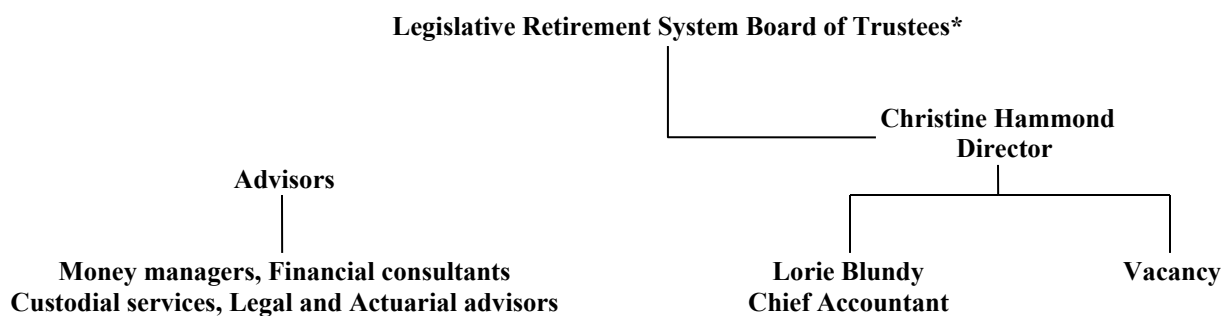 Legislative Retirement System Board of Trustees*
Christine Hammond
Director
Advisors
Money managers, Financial consultants
Custodial services, Legal and Actuarial advisors
Lorie Blundy
Chief Accountant
Vacancy